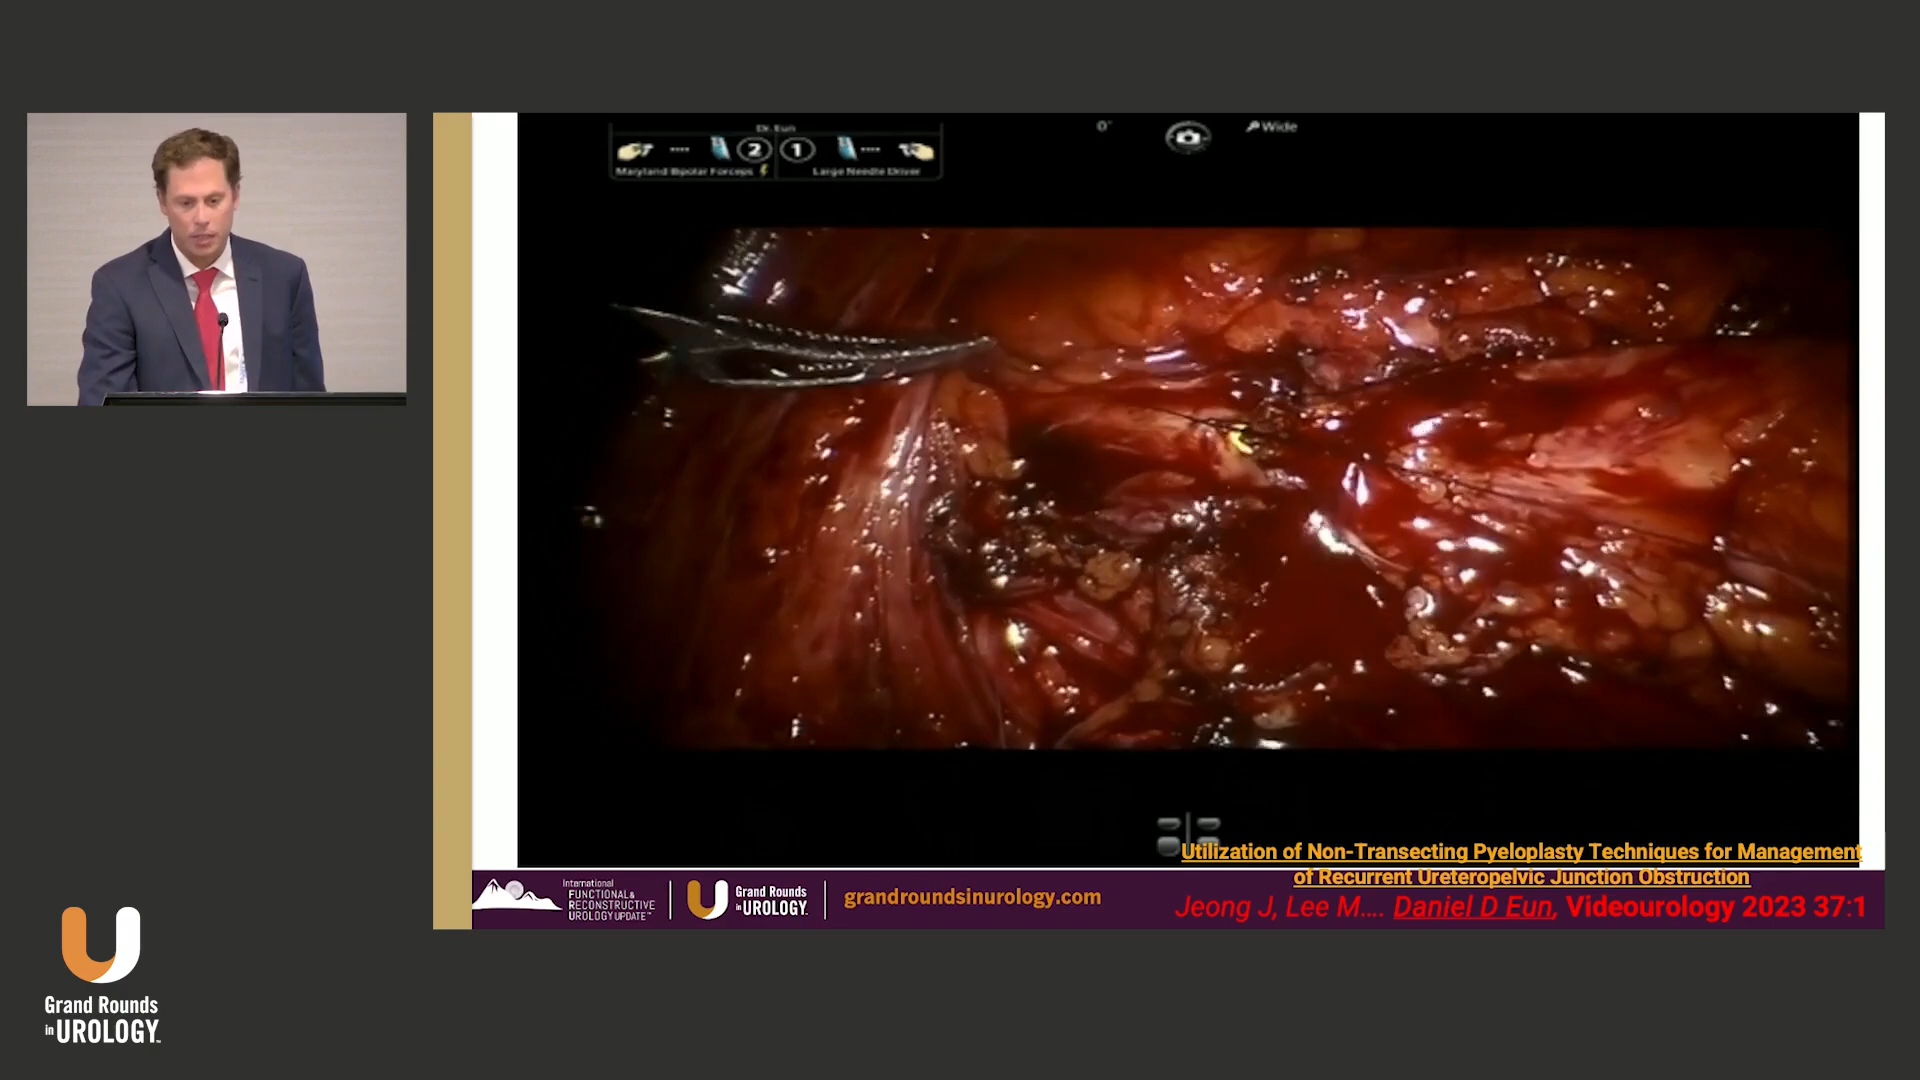 Dr. Eun
2 1
Maryland Bipolar Forceps
Large Needle Driver
0°
Wide
Utilization of Non-Transecting Pyeloplasty Techniques for Management
of Recurrent Ureteropelvic Junction Obstruction
Jeong J, Lee M.... Daniel D Eun, Videourology 2023 37:1
International
FUNCTIONAL &
RECONSTRUCTIVE
UROLOGY UPDATE™
Grand Rounds
in UROLOGY.
grandroundsinurology.com
Grand Rounds
in UROLOGY™